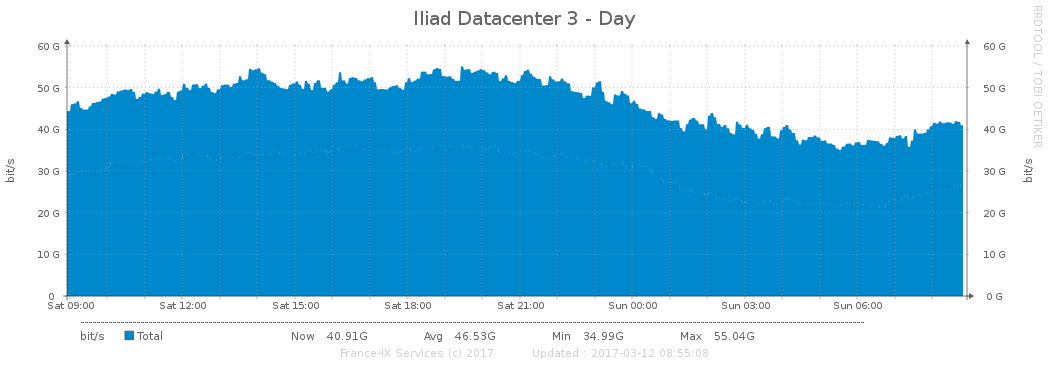 Iliad Datacenter 3 - Day
RRDTOOL / TOBI OETIKER
60 G 60 G
50 G 50 G
40 G 40 G
30 G 30 G
20 G 20 G
10 G 10 G
0 0 G
bit/s bit/s
Sat 09:00 Sat 12:00 Sat 15:00 Sat 18:00 Sat 21:00 Sun 00:00 Sun 03:00 Sun 06:00
bit/s Total Now 40.91G Avg 46.53G Min 34.99G Max 55.04G
France-IX Services (c) 2017 Updated : 2017-03-12 08:55:08